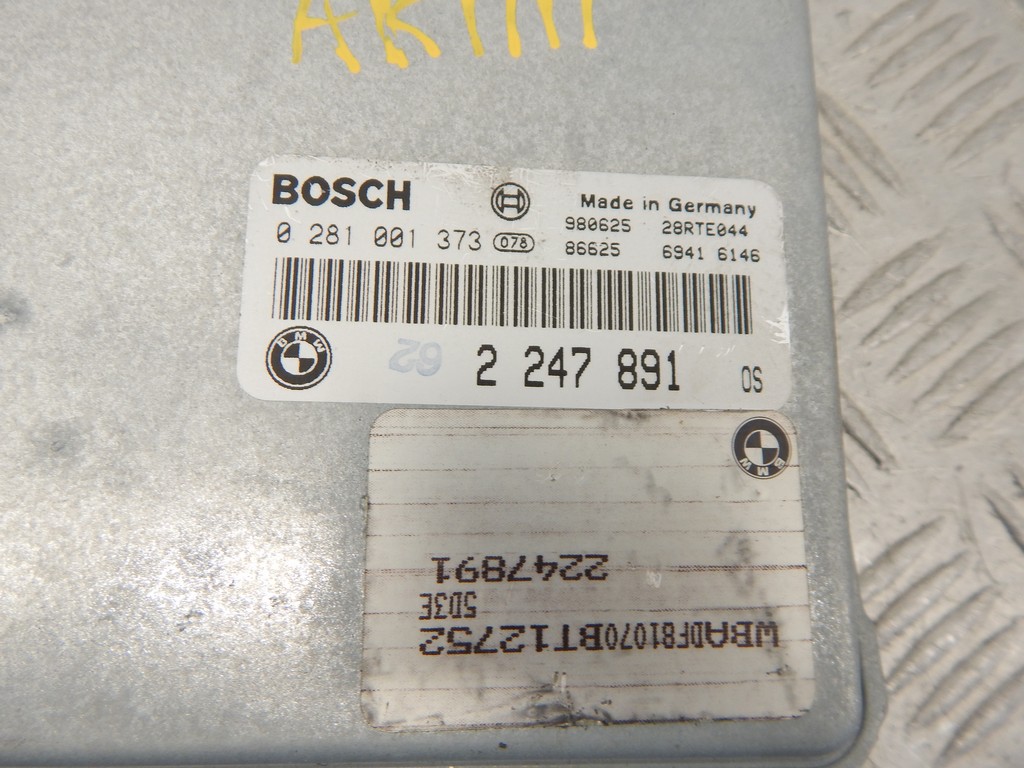 BOSCH
Made in Germany
980625 28RTE044
0 281 001 373 078
86625 6941 6146
BMW
62 2 247 891 OS
BMW
WBADF81070BT12752
5D3E
2247891